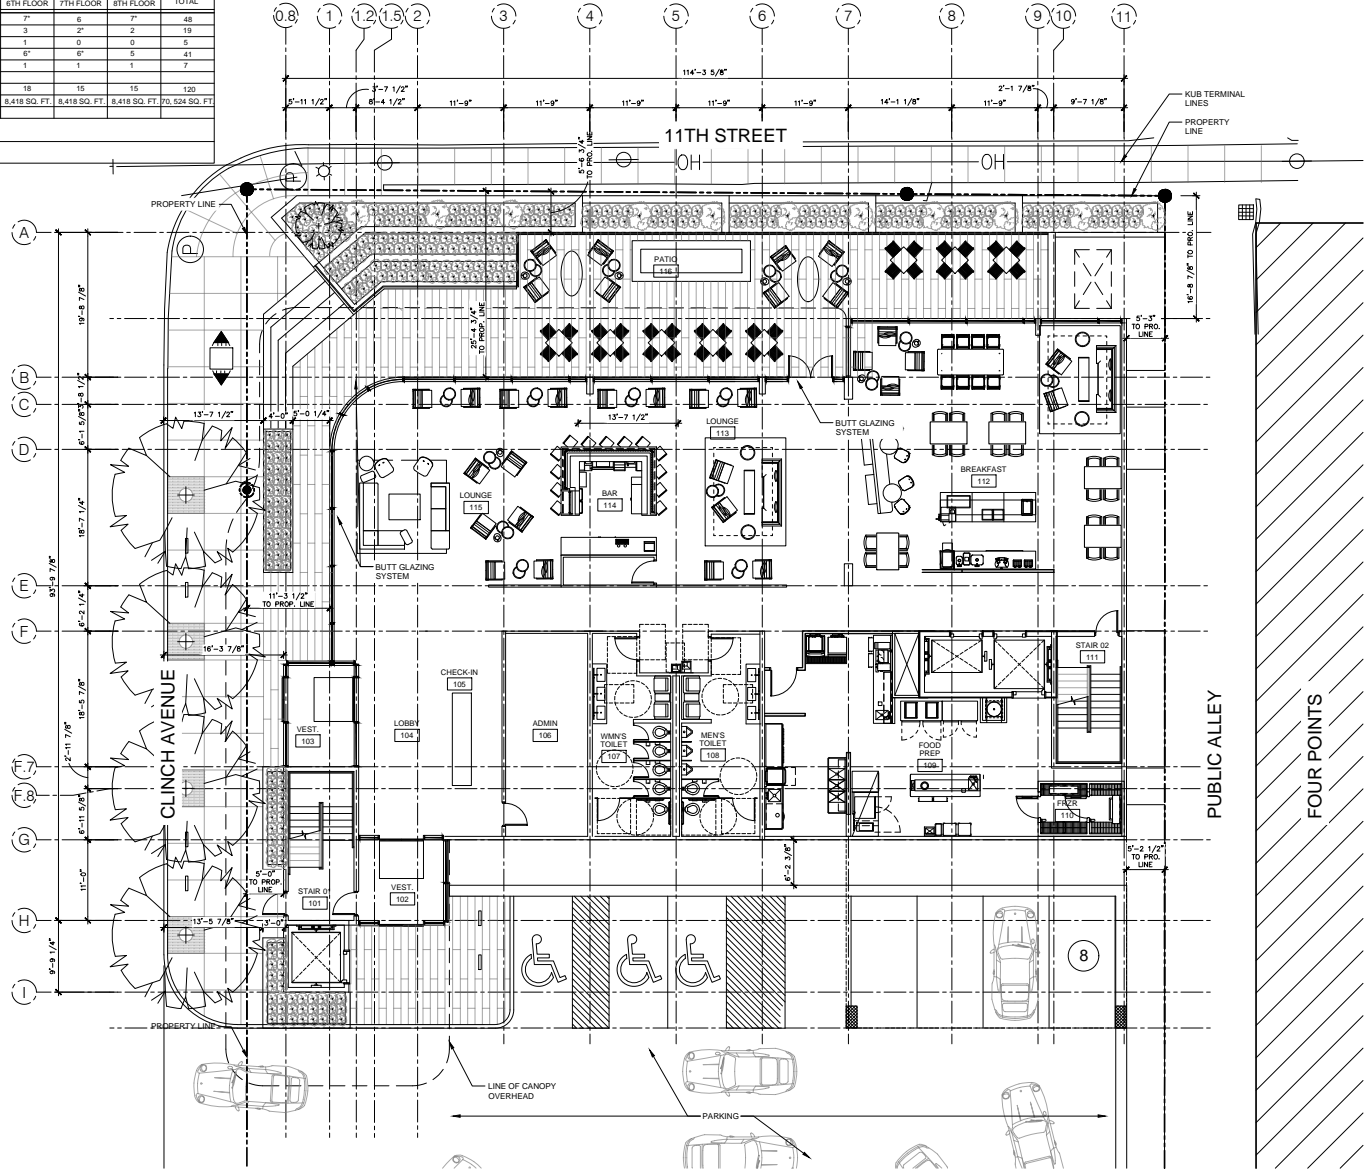 6TH FLOOR 7TH FLOOR 8TH FLOOR TOTAL
7* 6 7* 48
3 2* 2 19
1 0 0 5
6* 6* 5 41
1 1 1 7
18 15 15 120
8,418 SQ. FT. 8,418 SQ. FT. 8,418 SQ. FT. 70, 524 SQ. FT.
0.8 1 1.2 1.5 2 3 4 5 6 7 8 9 10 11
114'-3 5/8"
5'-11 1/2" 3'-7 1/2" 8'-4 1/2" 11'-9" 11'-9" 11'-9" 11'-9" 11'-9" 14'-1 1/8" 11'-9" 2'-1 7/8" 9'-7 1/8"
KUB TERMINAL
LINES
PROPERTY
LINE
11TH STREET
5'-6 3/4"
TO PRO. LINE
OH OH
P
P
PROPERTY LINE
A
B
C
D
E
F
F.7
F.8
G
H
I
19'-8 7/8"
3'-8 1/2"
6'-1 5/8"
18'-7 1/4"
93'-9 7/8"
6'-2 1/4"
18'-5 7/8"
2'-11 7/8"
6'-11 5/8"
11'-0"
9'-9 1/4"
25'-4 3/4"
TO PROP. LINE
16'-8 7/8" TO PRO. LINE
5'-3"
TO PRO.
LINE
PATIO
116
13'-7 1/2" 4'-0" 5'-0 1/4"
13'-7 1/2"
LOUNGE
113
BUTT GLAZING
SYSTEM
LOUNGE
115
BAR
114
BREAKFAST
112
BUTT GLAZING
SYSTEM
11'-3 1/2"
TO PROP. LINE
16'-3 7/8"
CLINCH AVENUE
CHECK-IN
105
LOBBY
104
ADMIN
106
VEST.
103
WMN'S
TOILET
107
MEN'S
TOILET
108
FOOD
PREP
109
STAIR 02
111
FRZR
110
PUBLIC ALLEY
FOUR POINTS
5'-0"
TO PROP.
LINE
6'-2 3/8"
5'-2 1/2"
TO PRO.
LINE
STAIR 0
101
VEST.
102
13'-5 7/8" 3'-0"
8
PROPERTY LINE
LINE OF CANOPY
OVERHEAD
PARKING